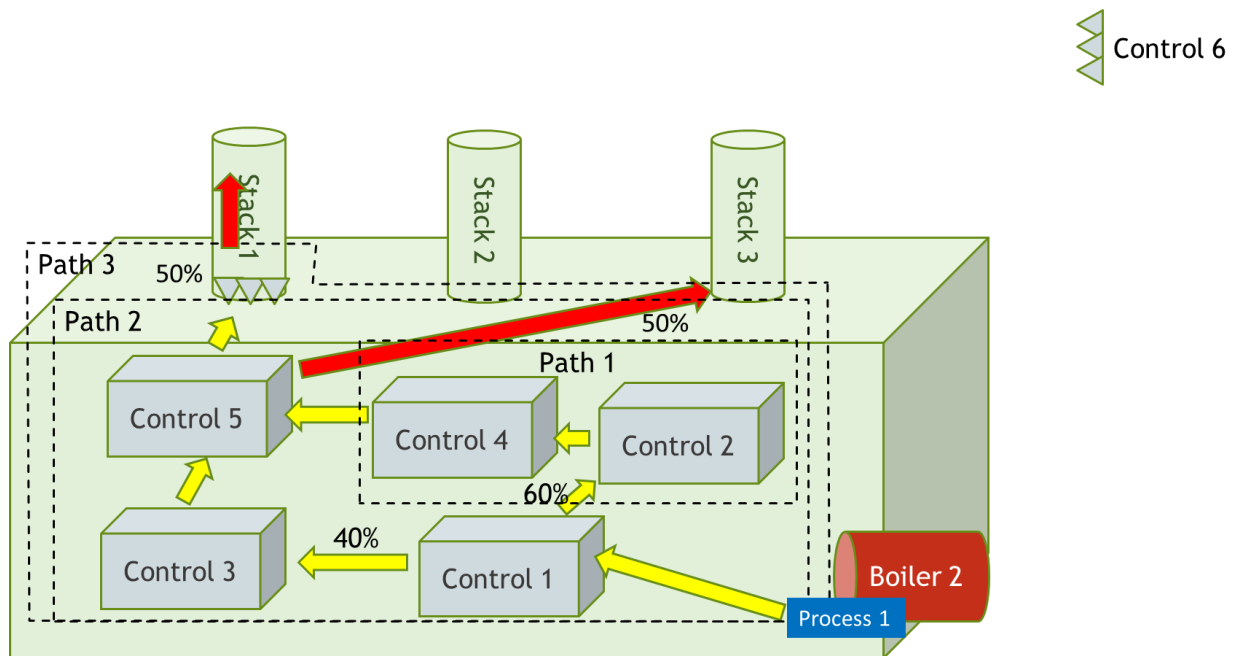 Control 6
Stack 1
Stack 2
Stack 3
Path 3
50%
Path 2
50%
Path 1
Control 5
Control 4
Control 2
60%
40%
Control 3
Control 1
Boiler 2
Process 1